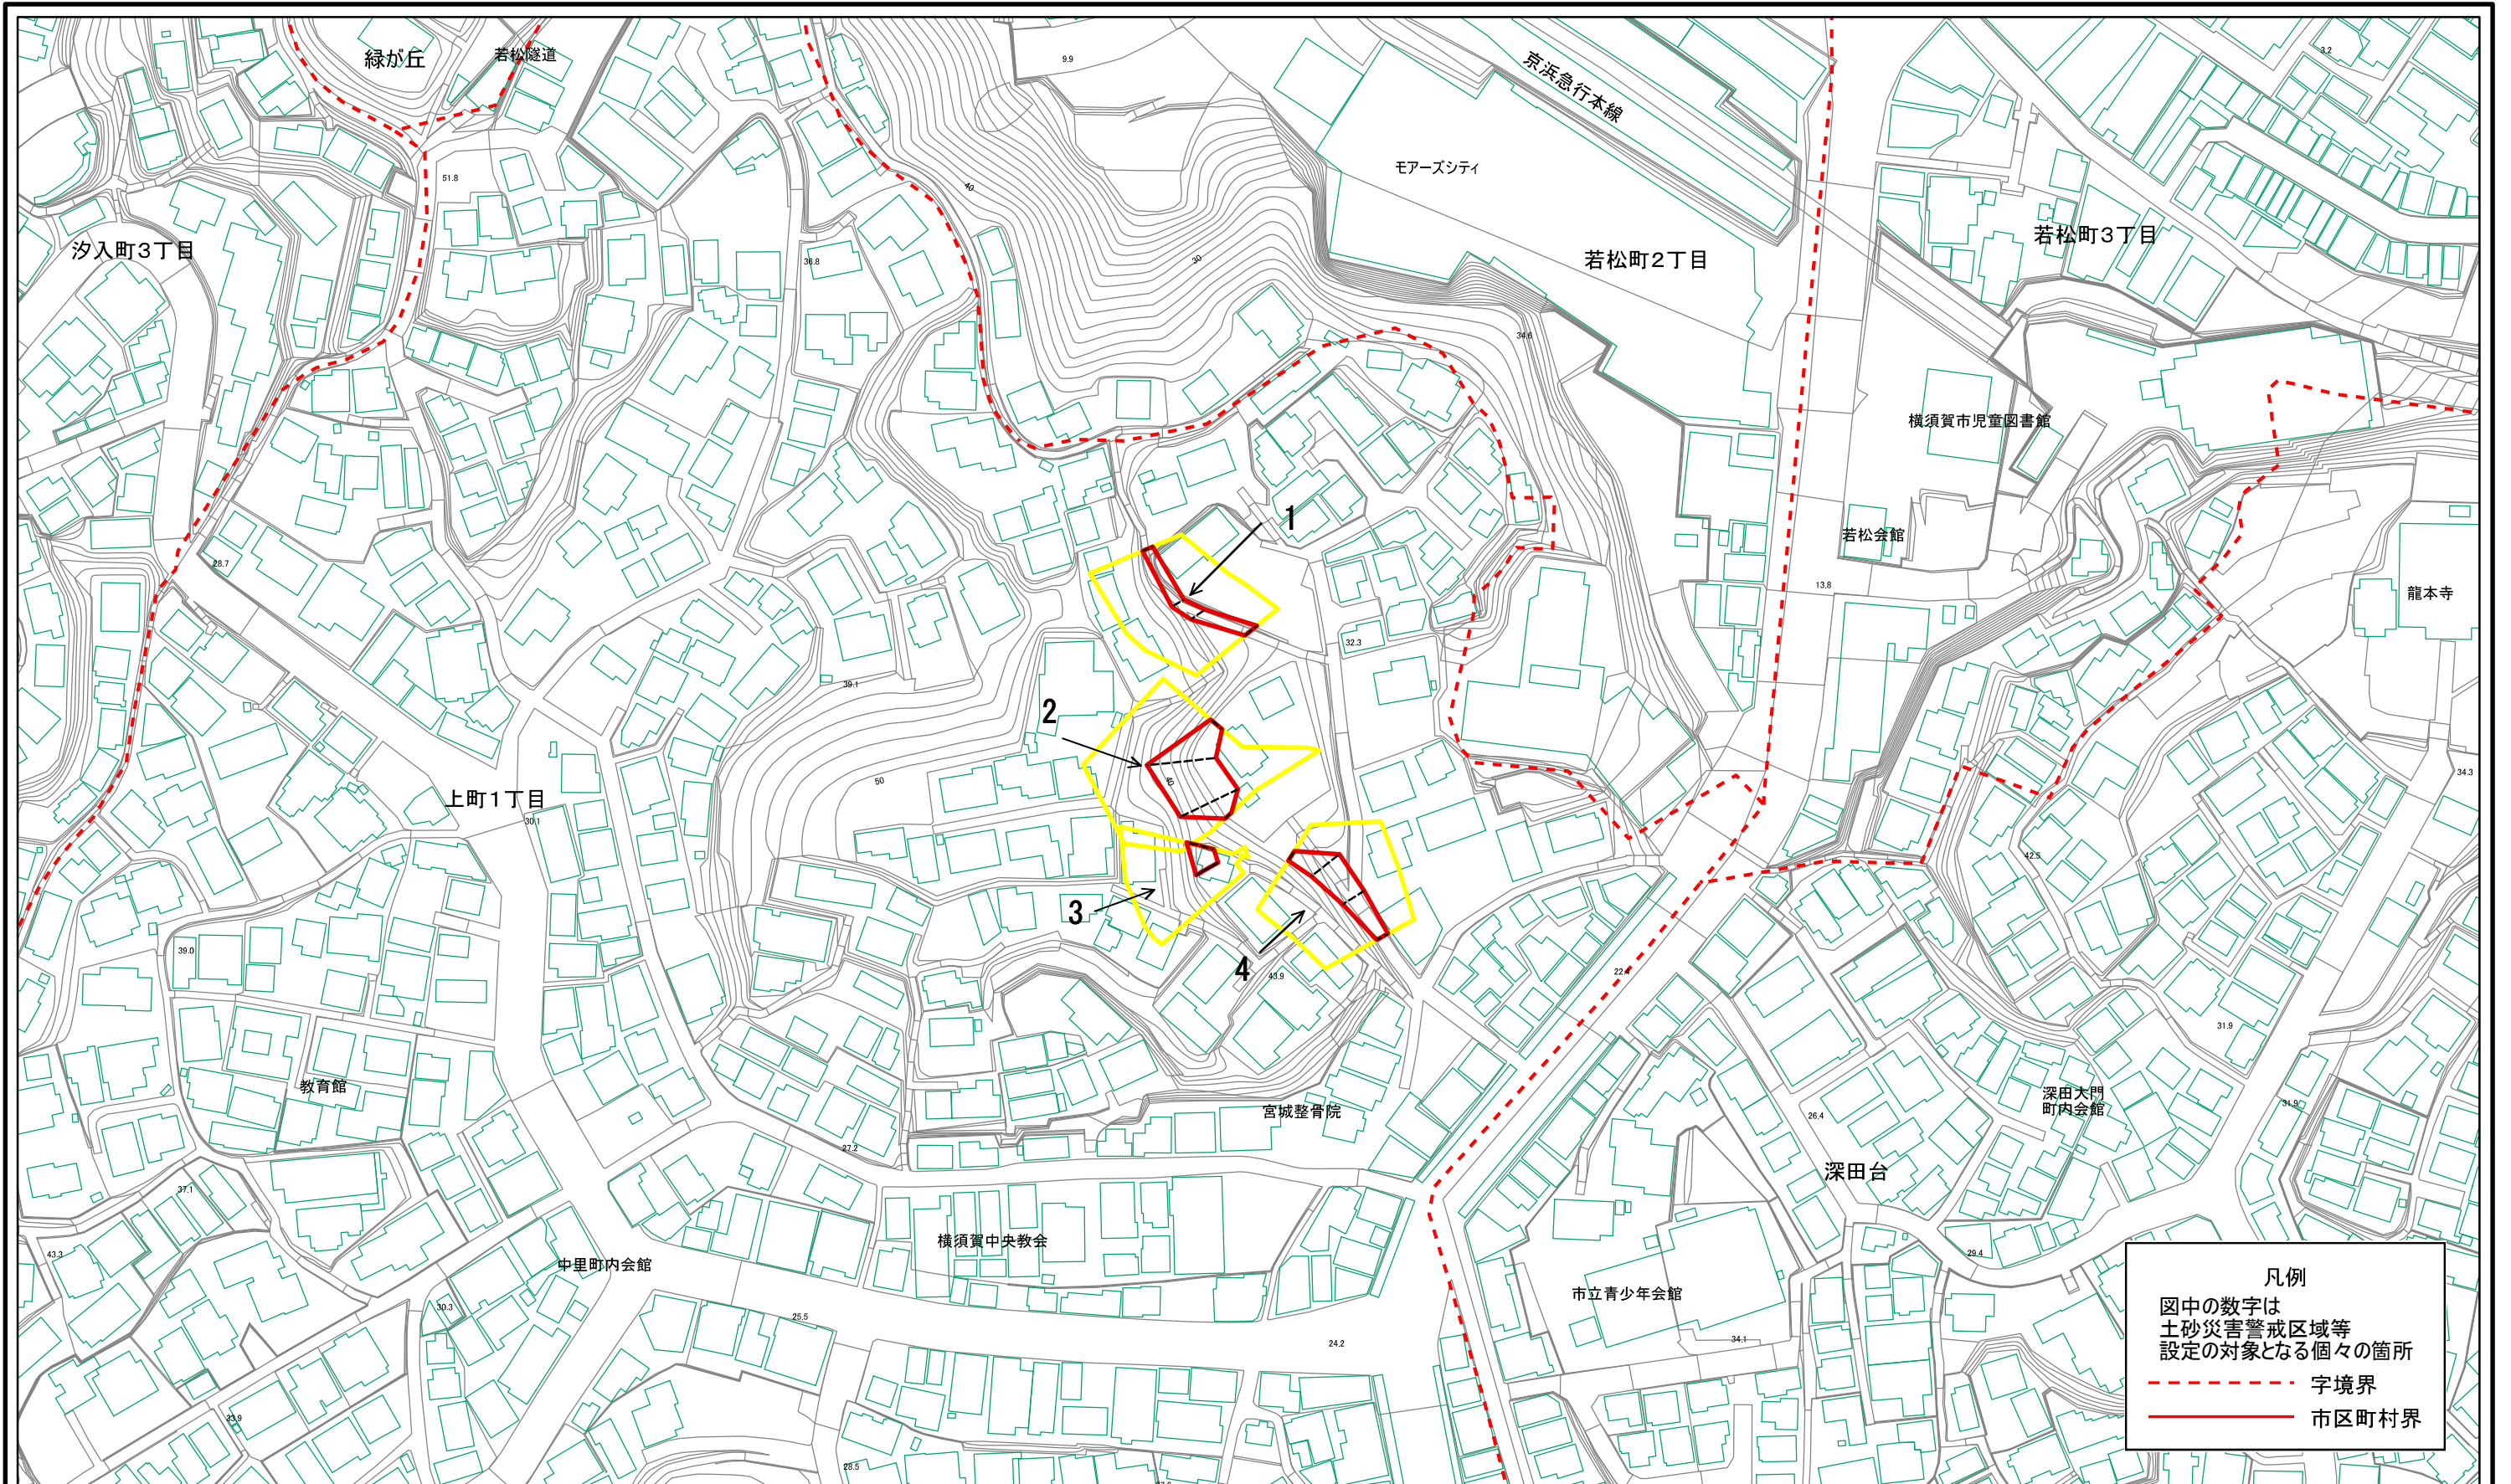 緑が丘
若松隧道
9.9
京浜急行本線
3.2
モアーズシティ
51.8
40
汐入町3丁目
36.8
30
若松町2丁目
若松町3丁目
34.6
横須賀市児童図書館
1
若松会館
28.7
13.8
龍本寺
32.3
39.1
2
50
34.3
上町1丁目
30.1
42.5
3
4
39.0
43.9
22.4
31.9
教育館
宮城整骨院
深田大門
町内会館
31.9
26.4
27.2
深田台
37.1
43.3
中里町内会館
横須賀中央教会
29.4
市立青少年会館
30.3
25.5
24.2
34.1
33.9
28.5
凡例
図中の数字は
土砂災害警戒区域等
設定の対象となる個々の箇所
字境界
市区町村界